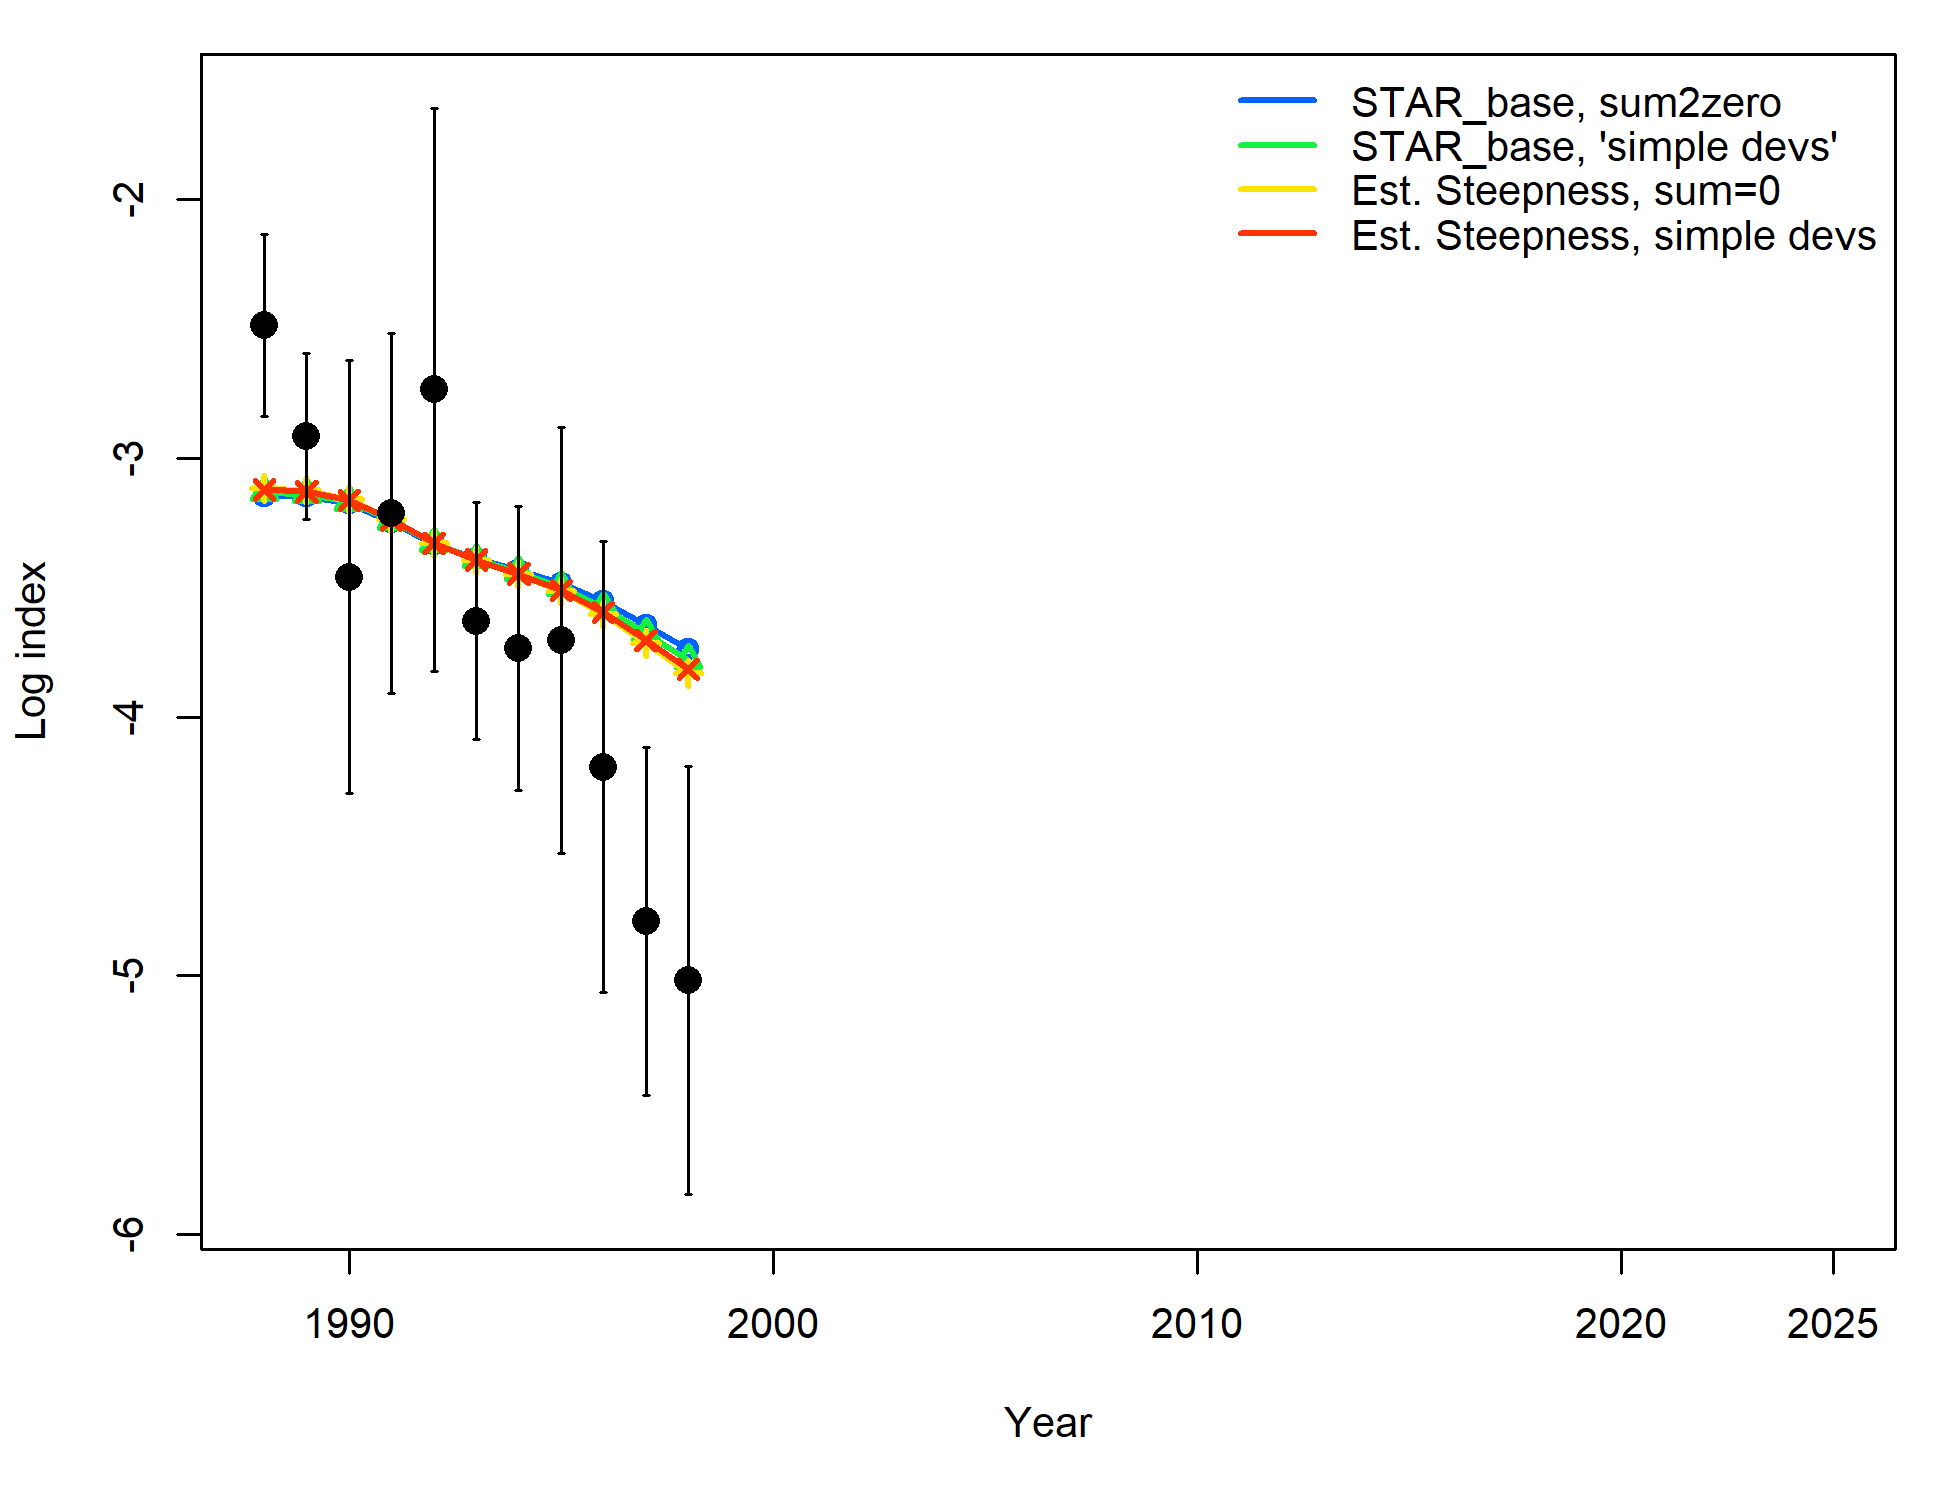 STAR_base, sum2zero
STAR_base, 'simple devs'
Est. Steepness, sum=0
Est. Steepness, simple devs
-2
-3
-4
-5
-6
Log index
1990
2000
2010
2020
2025
Year